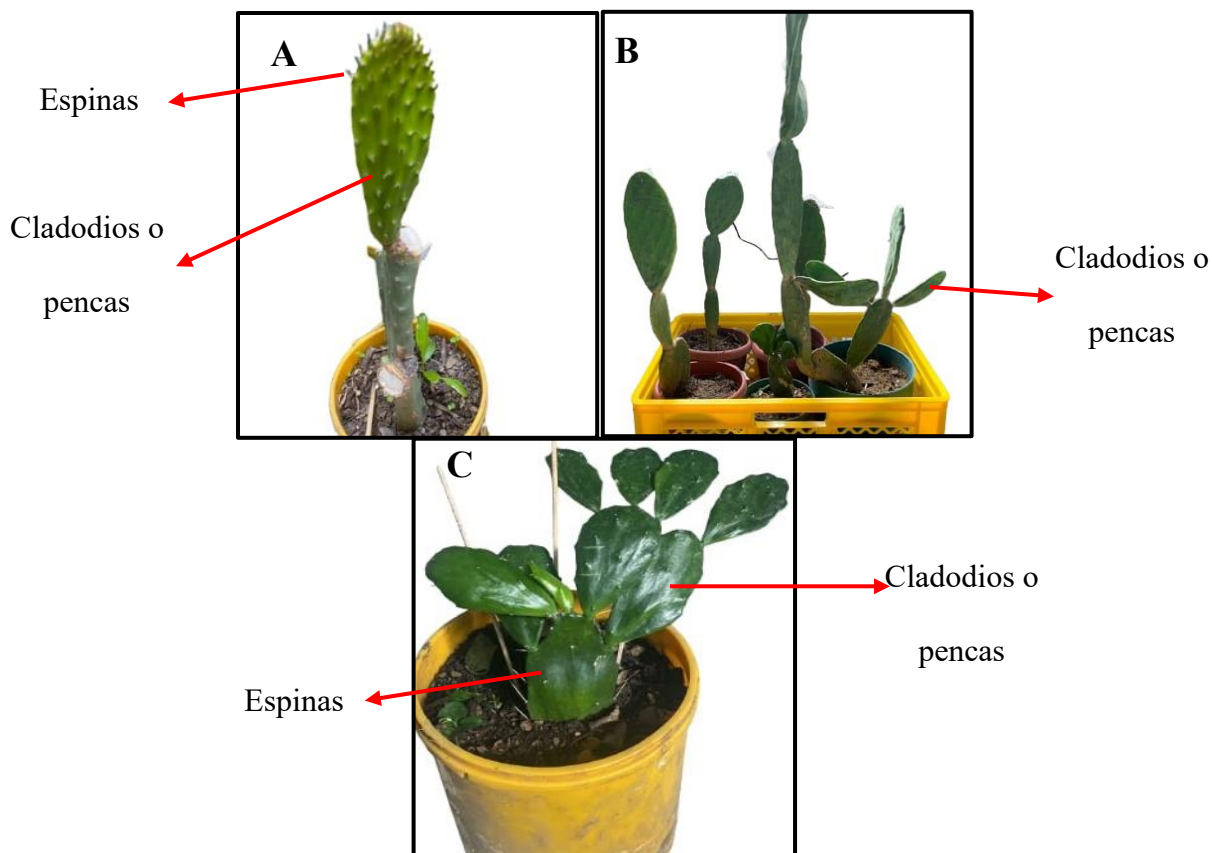 A
B
Espinas
Cladodios o
pencas
Cladodios o
pencas
C
Cladodios o
pencas
Espinas